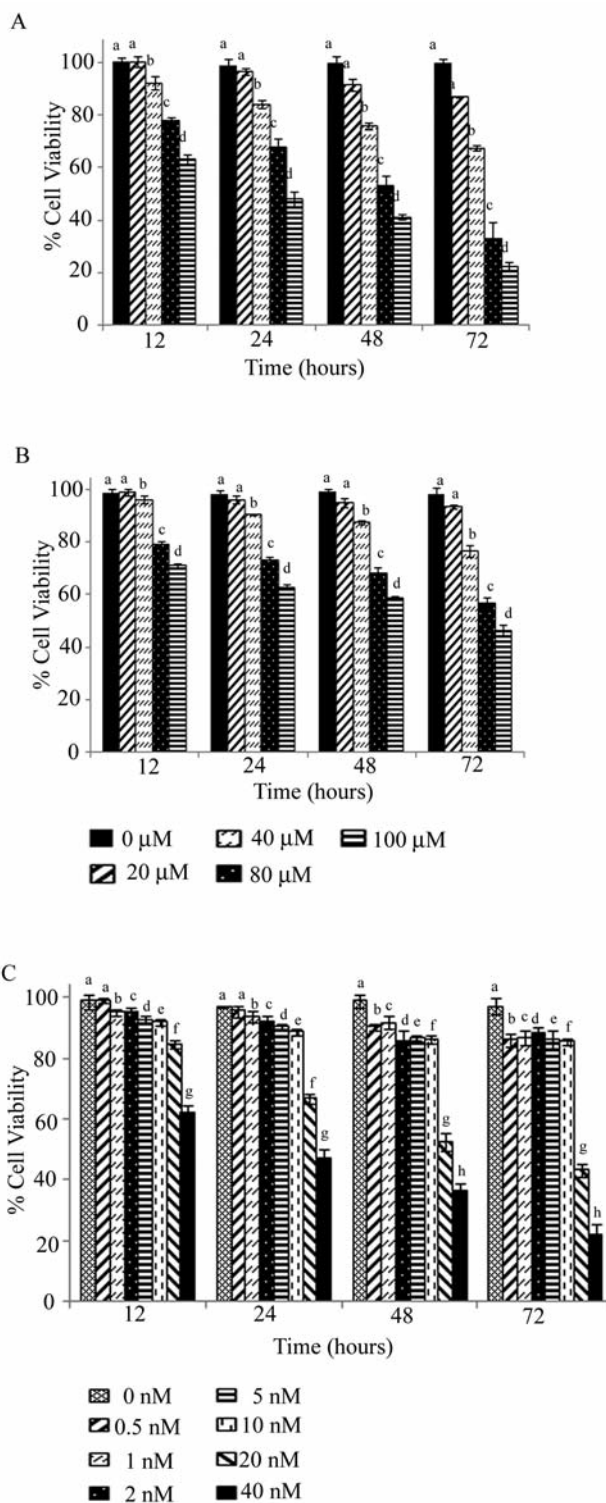 A
% Cell Viability
100
80
60
40
20
0
a a b c d
a a b c d
a a b c d
a a b c d
12 24 48 72
Time (hours)
B
% Cell Viability
100
80
60
40
20
0
a a b c d
a a b c d
a a b c d
a a b c d
12 24 48 72
Time (hours)
0 μM 40 μM 100 μM
20 μM 80 μM
C
% Cell Viability
100
80
60
40
20
0
a a b c d e f g
a a b c d e f g
a b c d e f g h
a b c d e f g h
12 24 48 72
Time (hours)
0 nM 5 nM
0.5 nM 10 nM
1 nM 20 nM
2 nM 40 nM